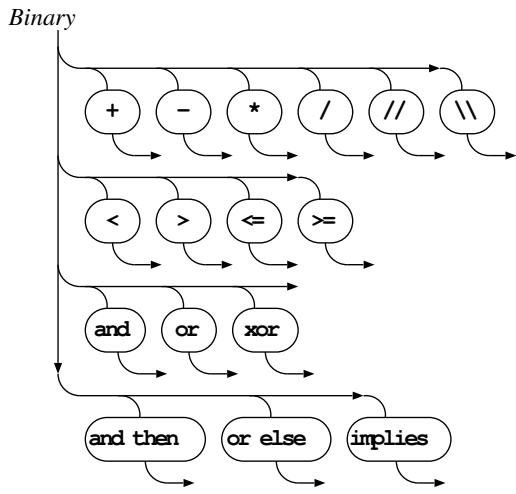 Binary
+ - * / // \\
< > <= >=
and or xor
and then or else implies